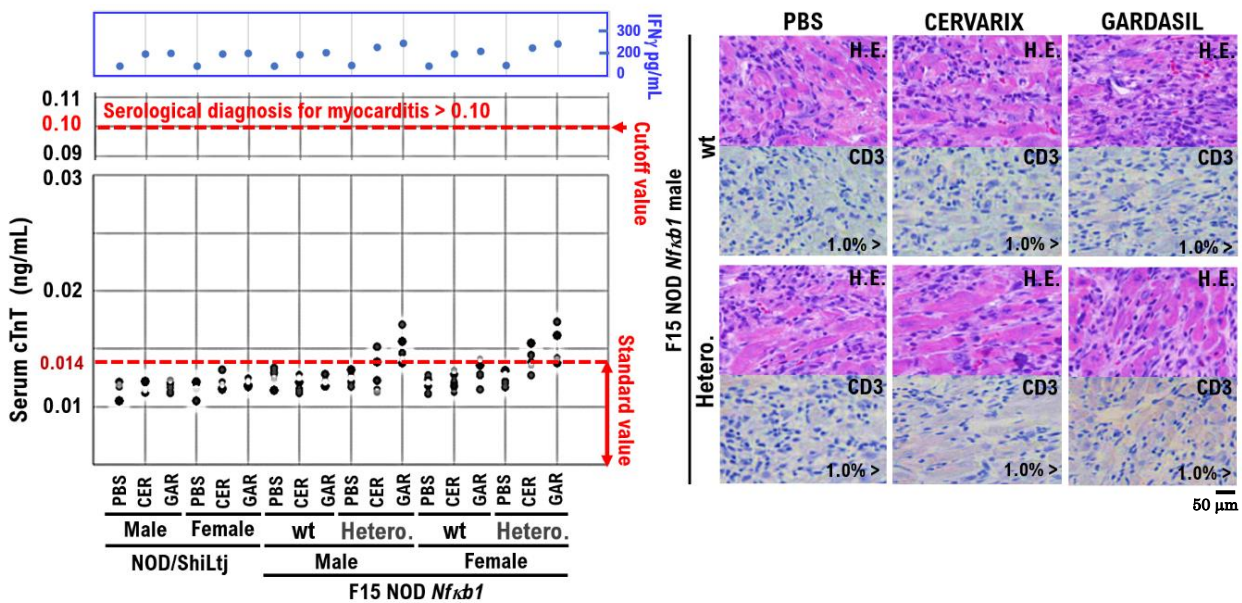 300
200
0
IFNγ pg/mL
0.11
0.10
0.09
Serological diagnosis for myocarditis > 0.10
Cutoff value
0.03
0.02
0.014
0.01
Serum cTnT (ng/mL)
Standard value
PBS CER GAR PBS CER GAR PBS CER GAR PBS CER GAR PBS CER GAR PBS CER GAR
Male Female wt Hetero. wt Hetero.
NOD/ShiLtj Male Female
F15 NOD Nfκb1
PBS CERVARIX GARDASIL
F15 NOD Nfκb1 male
wt
H.E. H.E. H.E.
CD3 CD3 CD3
1.0% > 1.0% > 1.0% >
Hetero.
H.E. H.E. H.E.
CD3 CD3 CD3
1.0% > 1.0% > 1.0% >
50 μm